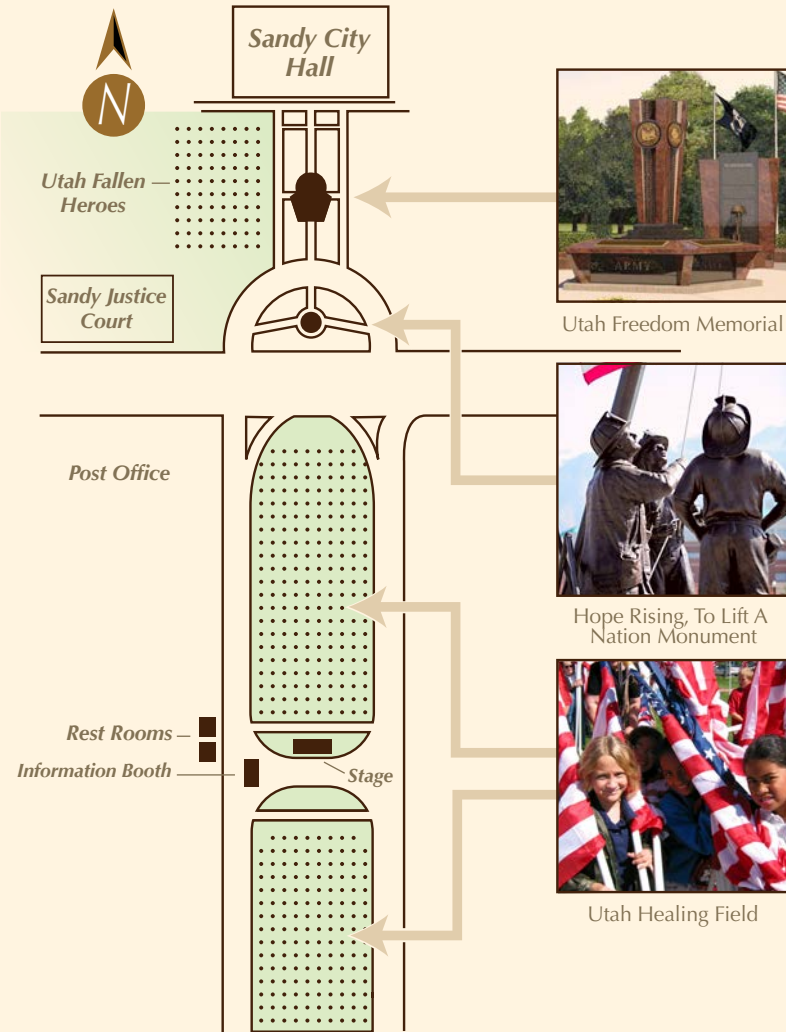 N
Sandy City
Hall
Utah Fallen
Heroes
Sandy Justice
Court
ARMY
Utah Freedom Memorial
Post Office
Hope Rising, To Lift A
Nation Monument
Rest Rooms
Information Booth
Stage
Utah Healing Field